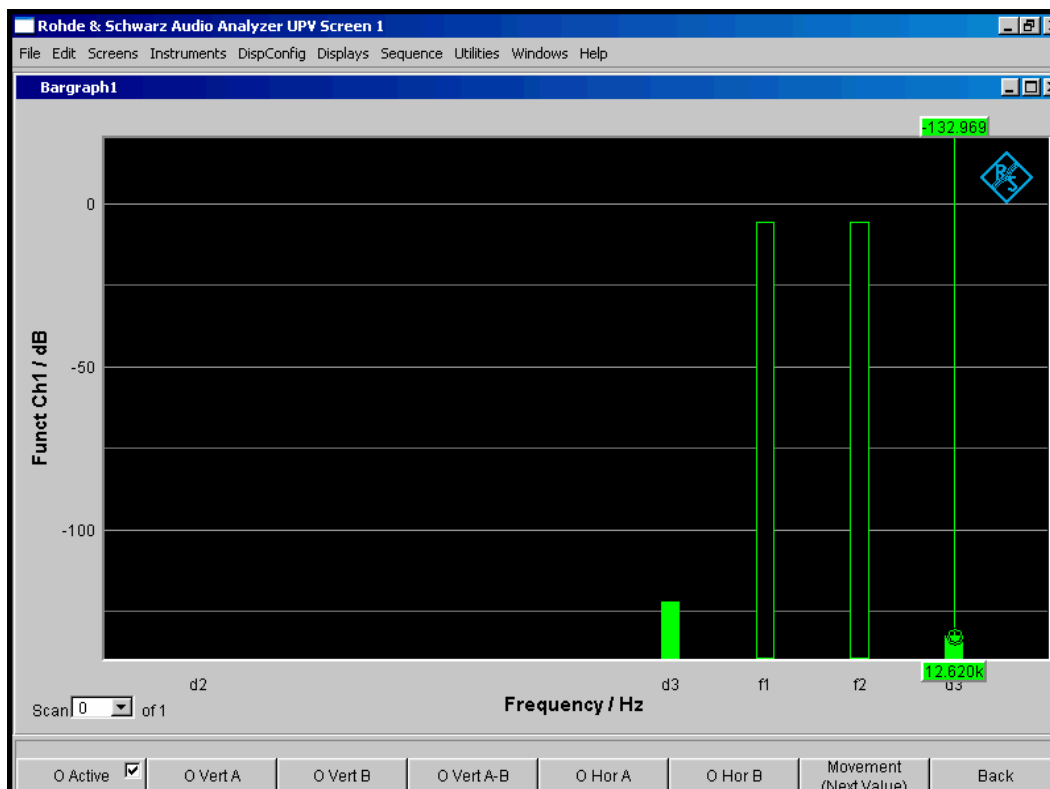 Rohde & Schwarz Audio Analyzer UPV Screen 1
File Edit Screens Instruments DispConfig Displays Sequence Utilities Windows Help
Bargraph1
-132.969
R&S
0
-50
-100
Funct Ch1 / dB
12.620k
d2 d3 f1 f2 d3
Frequency / Hz
Scan 0 of 1
O Active O Vert A O Vert B O Vert A-B O Hor A O Hor B Movement (Next Value) Back